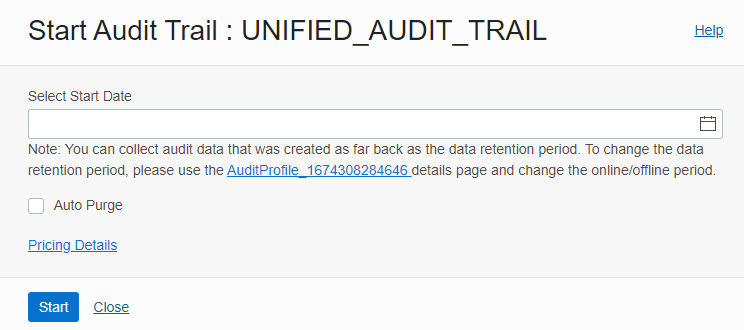 Start Audit Trail : UNIFIED_AUDIT_TRAIL
Help
Select Start Date
Note: You can collect audit data that was created as far back as the data retention period. To change the data
retention period, please use the AuditProfile_1674308284646 details page and change the online/offline period.
Auto Purge
Pricing Details
Start
Close